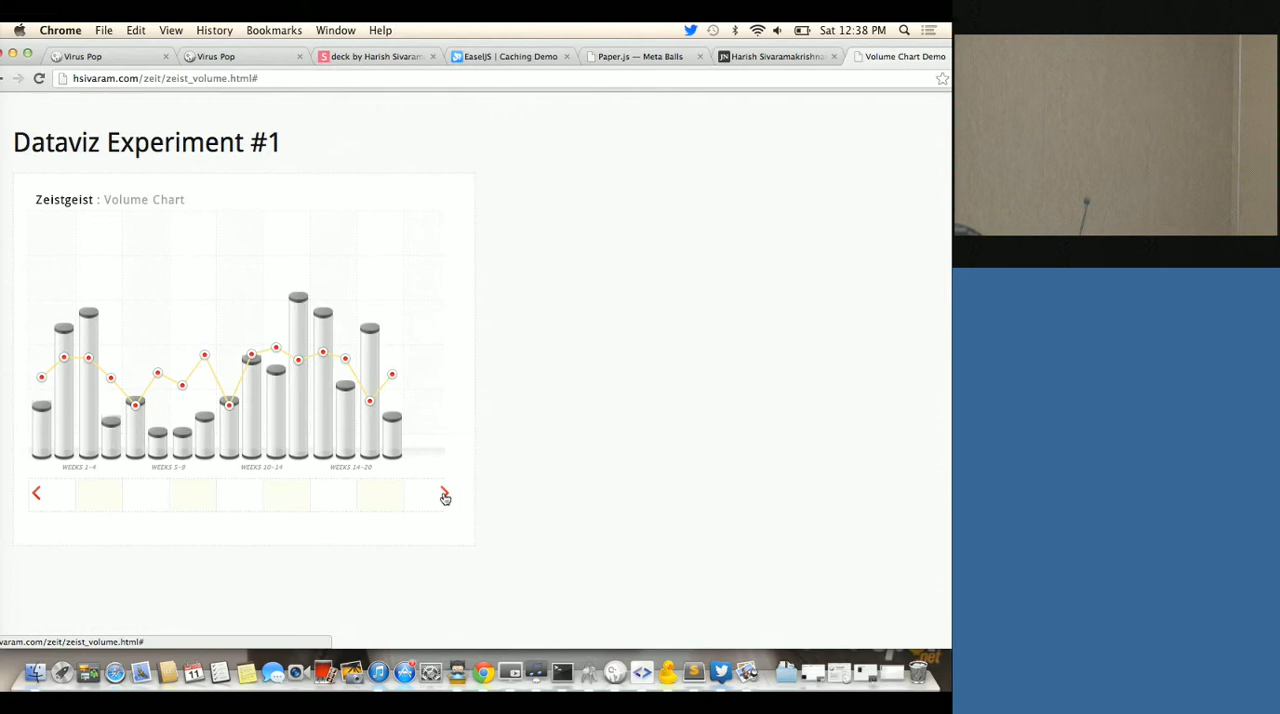 Chrome File Edit View History Bookmarks Window Help Sat 12:38 PM
Virus Pop Virus Pop deck by Harish Sivaram EaselJS | Caching Demo Paper.js — Meta Balls Harish Sivaramakrishna Volume Chart Demo
hsivaram.com/zeit/zeist_volume.html#
Dataviz Experiment #1
Zeistgeist : Volume Chart
WEEKS 1-4 WEEKS 5-9 WEEKS 10-14 WEEKS 14-20
varam.com/zeit/zeist_volume.html#
11